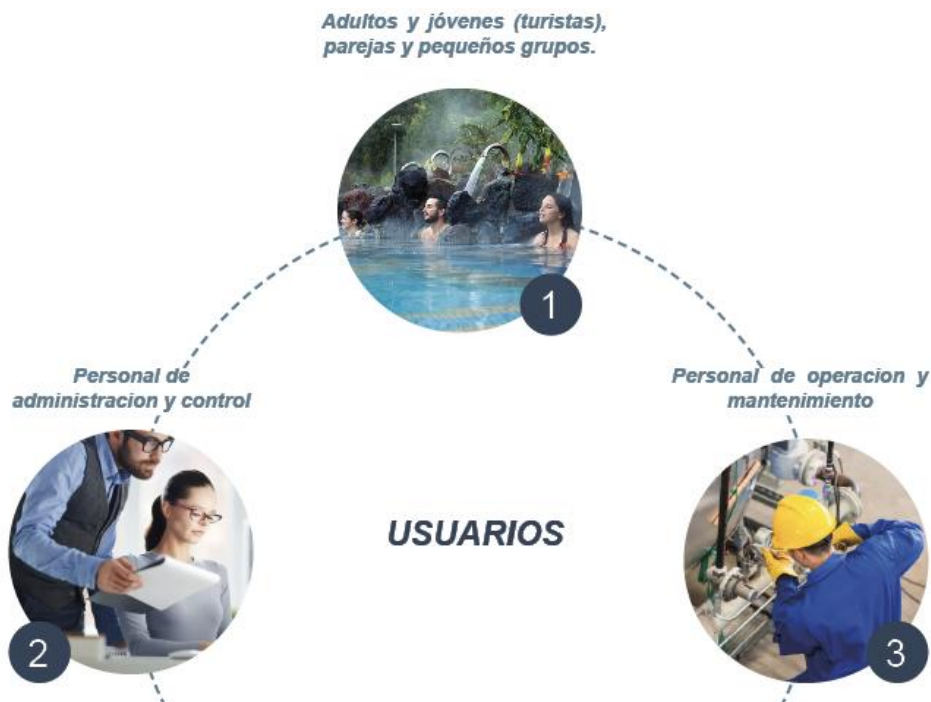 Adultos y jóvenes (turistas),
parejas y pequeños grupos.
1
Personal de
administracion y control
2
Personal de operacion y
mantenimiento
3
USUARIOS